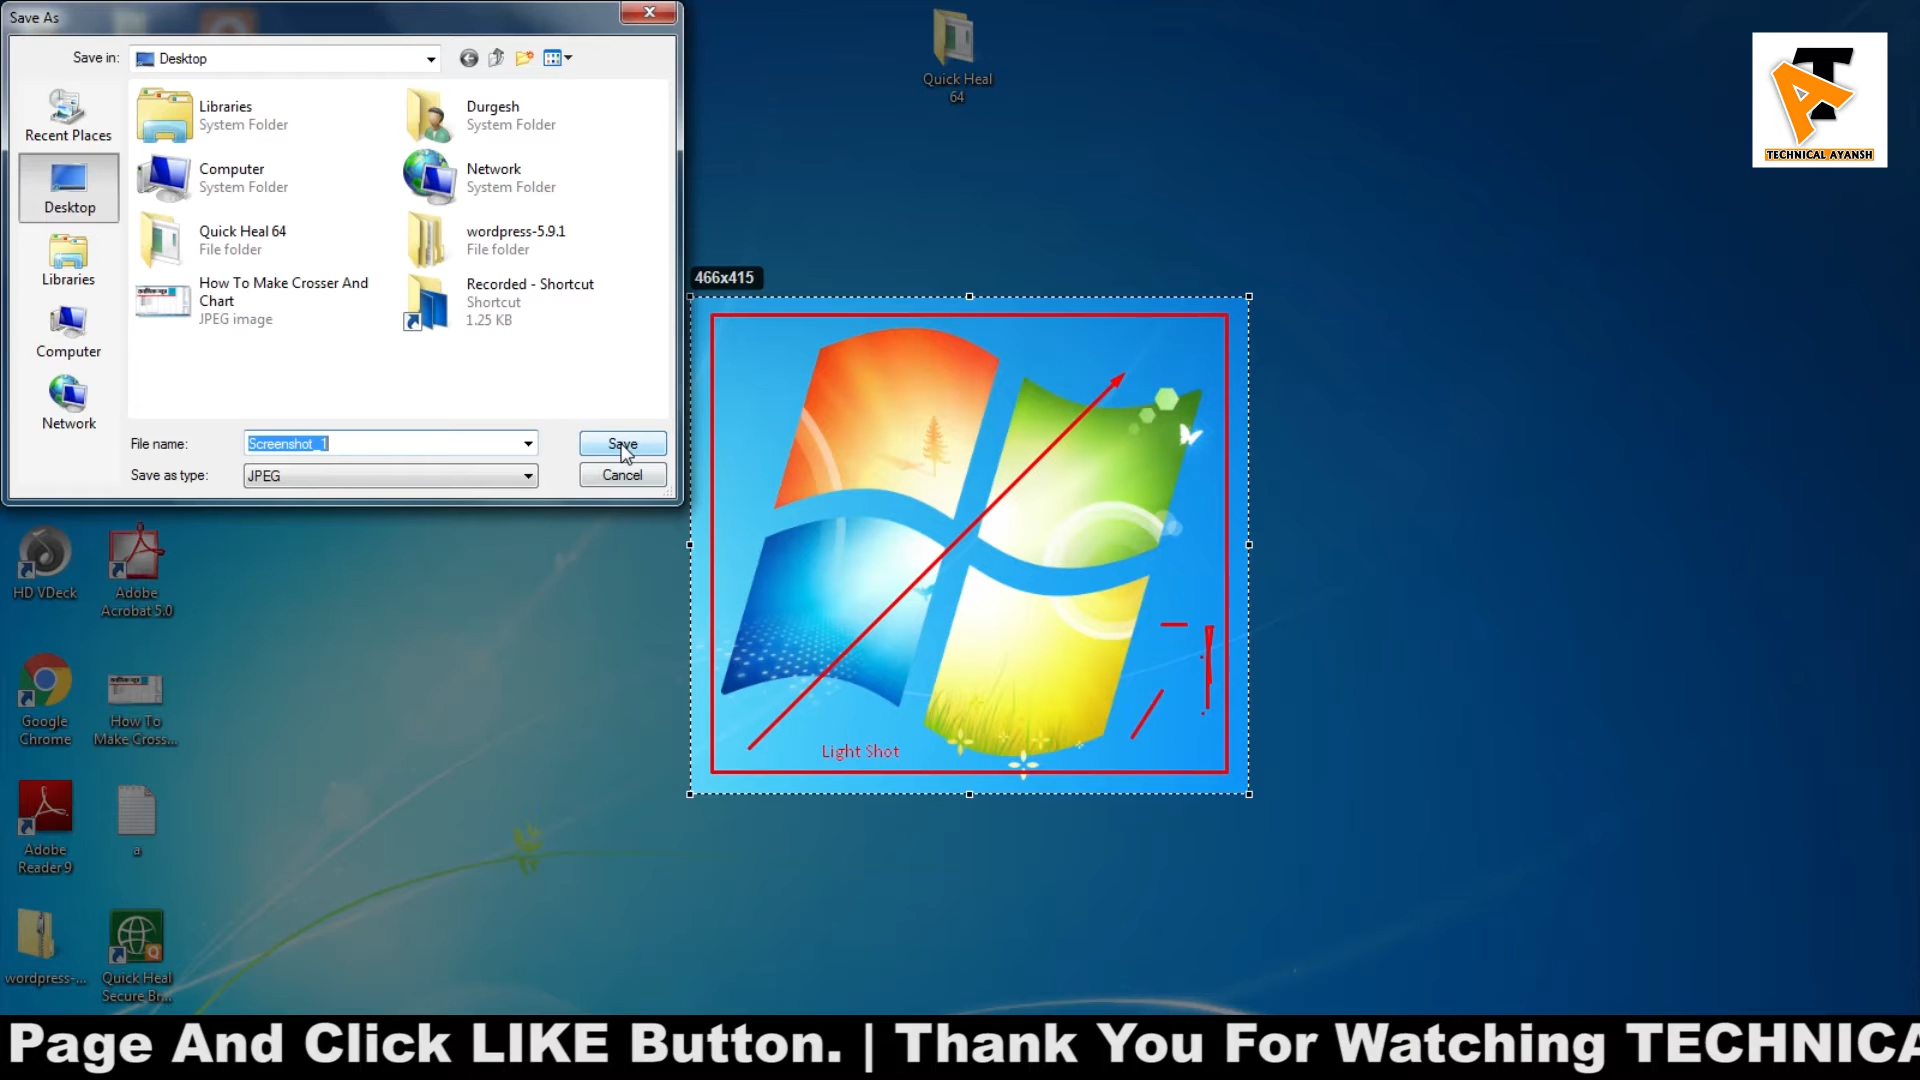 Save As
Save in:
Desktop
Recent Places
Desktop
Libraries
Computer
Network
Libraries
System Folder
Durgesh
System Folder
Computer
System Folder
Network
System Folder
Quick Heal 64
File folder
wordpress-5.9.1
File folder
How To Make Crosser And
Chart
JPEG image
Recorded - Shortcut
Shortcut
1.25 KB
File name:
Screenshot_1
Save
Save as type:
JPEG
Cancel
Quick Heal
64
TECHNICAL AYANSH
466x415
Light Shot
HD VDeck
Adobe
Acrobat 5.0
Google
Chrome
How To
Make Cross...
Adobe
Reader 9
a
wordpress-...
Quick Heal
Secure Br...
Page And Click LIKE Button. | Thank You For Watching TECHNICA